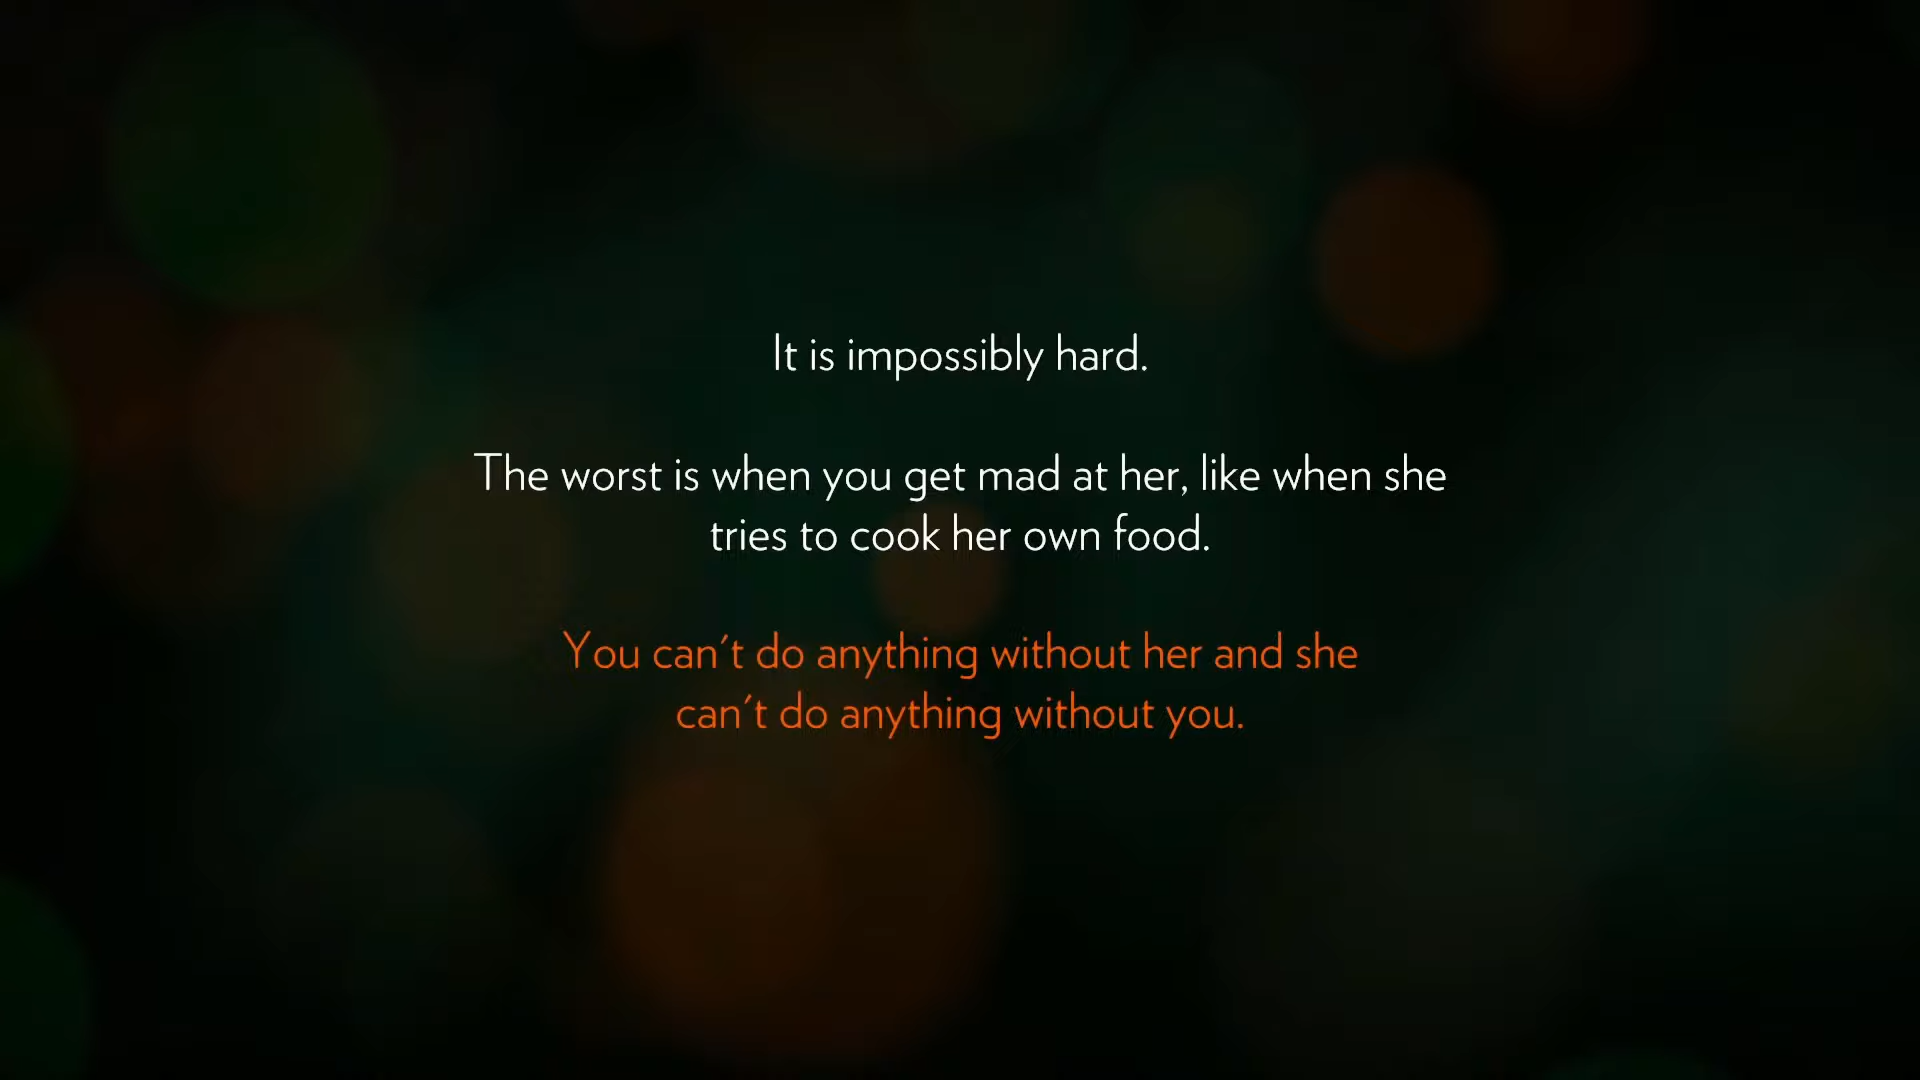 It is impossibly hard.
The worst is when you get mad at her, like when she
tries to cook her own food.
You can't do anything without her and she
can't do anything without you.